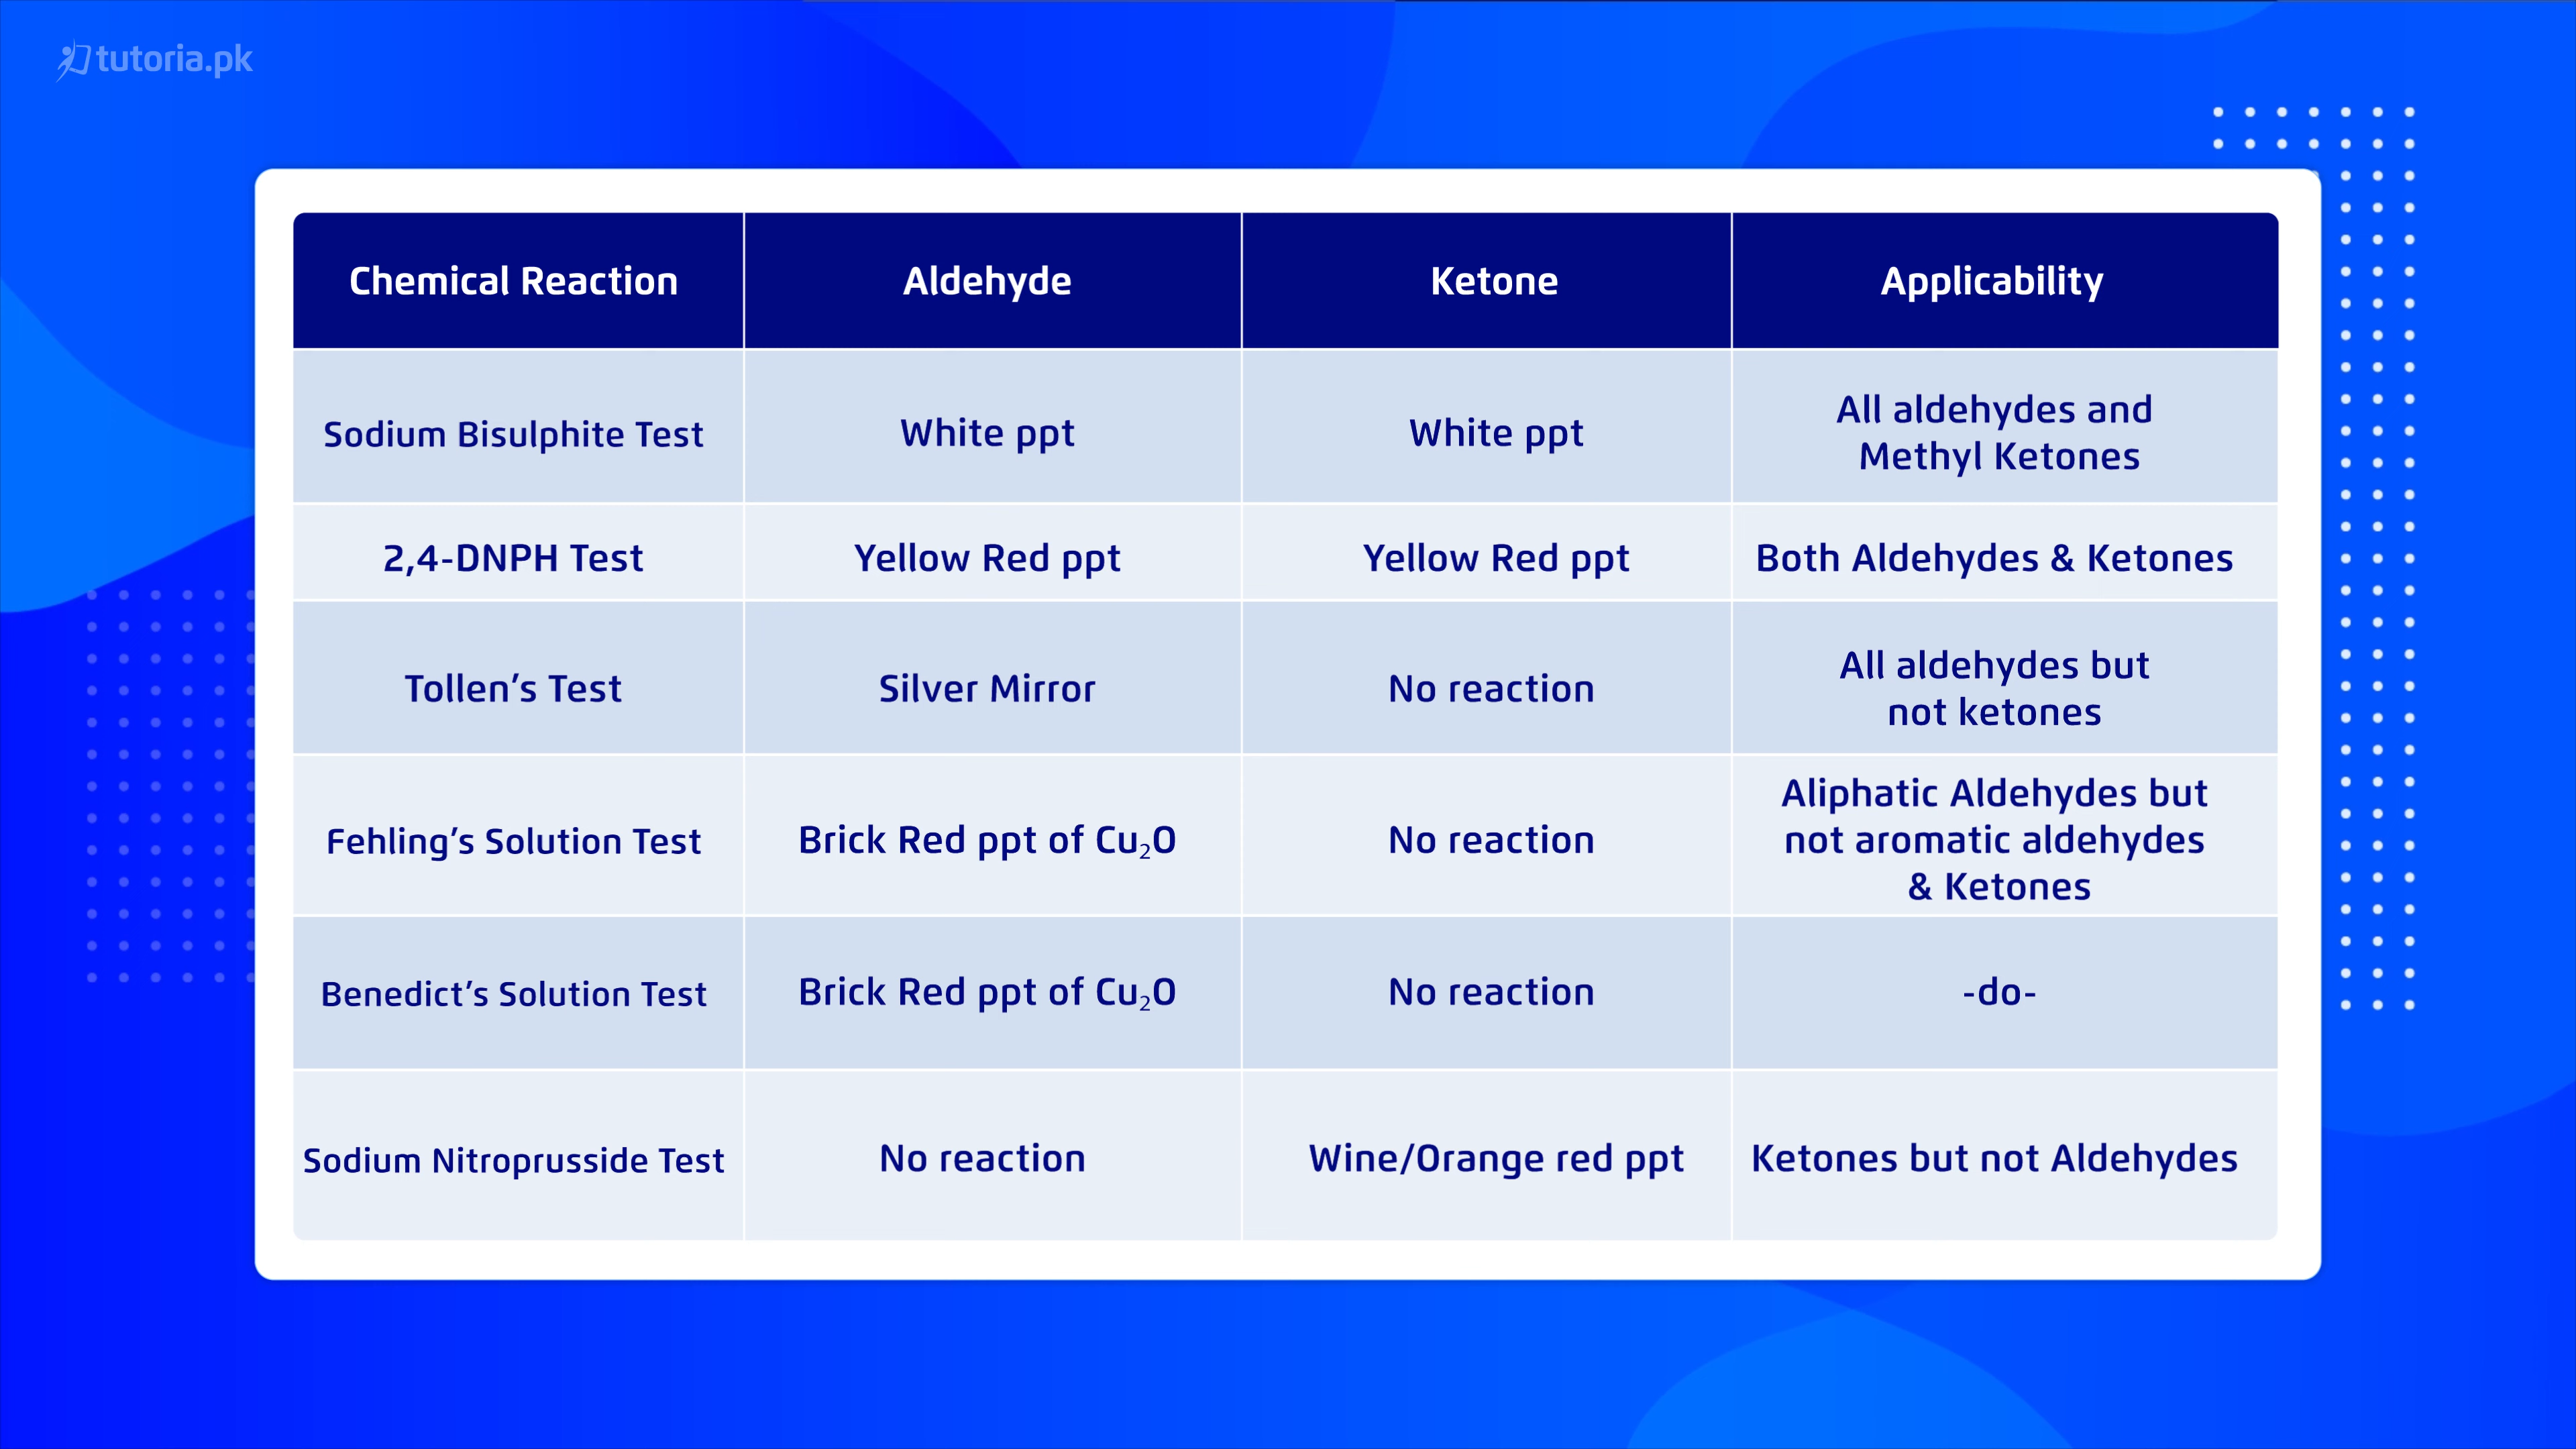 tutoria.pk
Chemical Reaction
Aldehyde
Ketone
Applicability
Sodium Bisulphite Test
White ppt
White ppt
All aldehydes and
Methyl Ketones
2,4-DNPH Test
Yellow Red ppt
Yellow Red ppt
Both Aldehydes & Ketones
Tollen's Test
Silver Mirror
No reaction
All aldehydes but
not ketones
Fehling's Solution Test
Brick Red ppt of Cu₂O
No reaction
Aliphatic Aldehydes but
not aromatic aldehydes
& Ketones
Benedict's Solution Test
Brick Red ppt of Cu₂O
No reaction
-do-
Sodium Nitroprusside Test
No reaction
Wine/Orange red ppt
Ketones but not Aldehydes